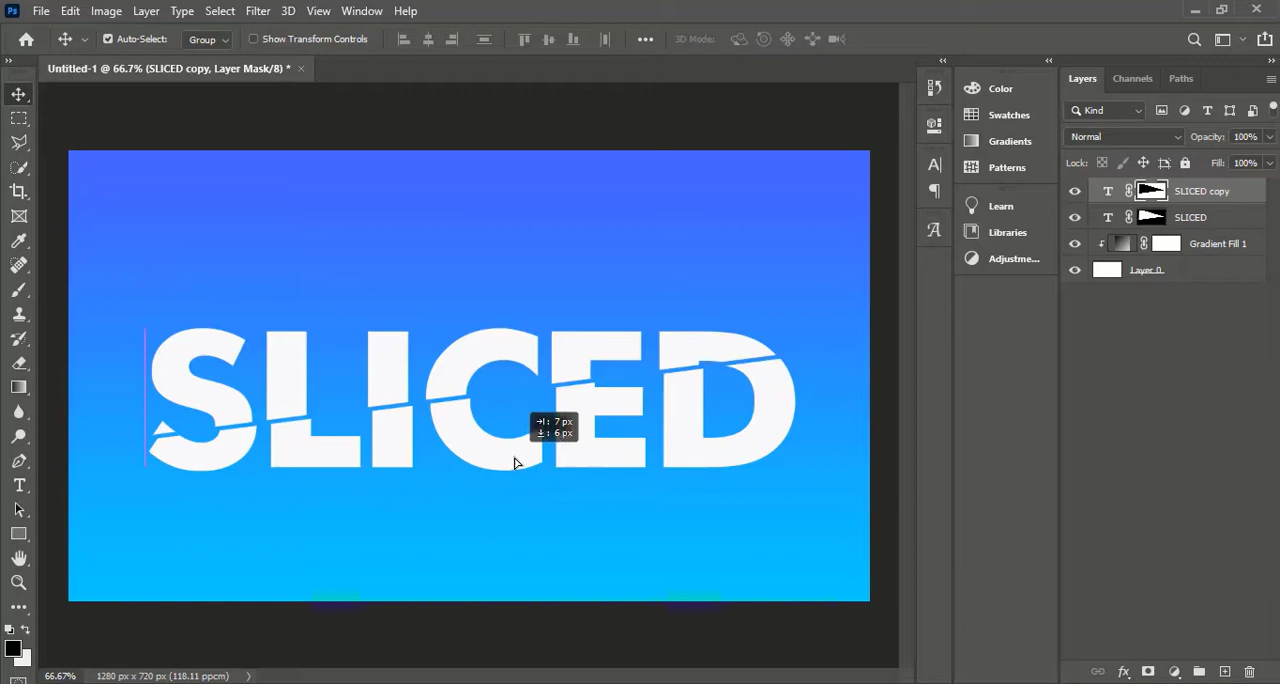 Ps File Edit Image Layer Type Select Filter 3D View Window Help
Auto-Select: Group Show Transform Controls ••• 3D Mode:
Untitled-1 @ 66.7% (SLICED copy, Layer Mask/8) * ×
SLICED
7 px
6 px
Color
Swatches
Gradients
Patterns
Learn
Libraries
Adjustme...
Layers Channels Paths
Kind
Normal Opacity: 100%
Lock: Fill: 100%
SLICED copy
SLICED
Gradient Fill 1
Layer 0
66.67% 1280 px x 720 px (118.11 ppcm)